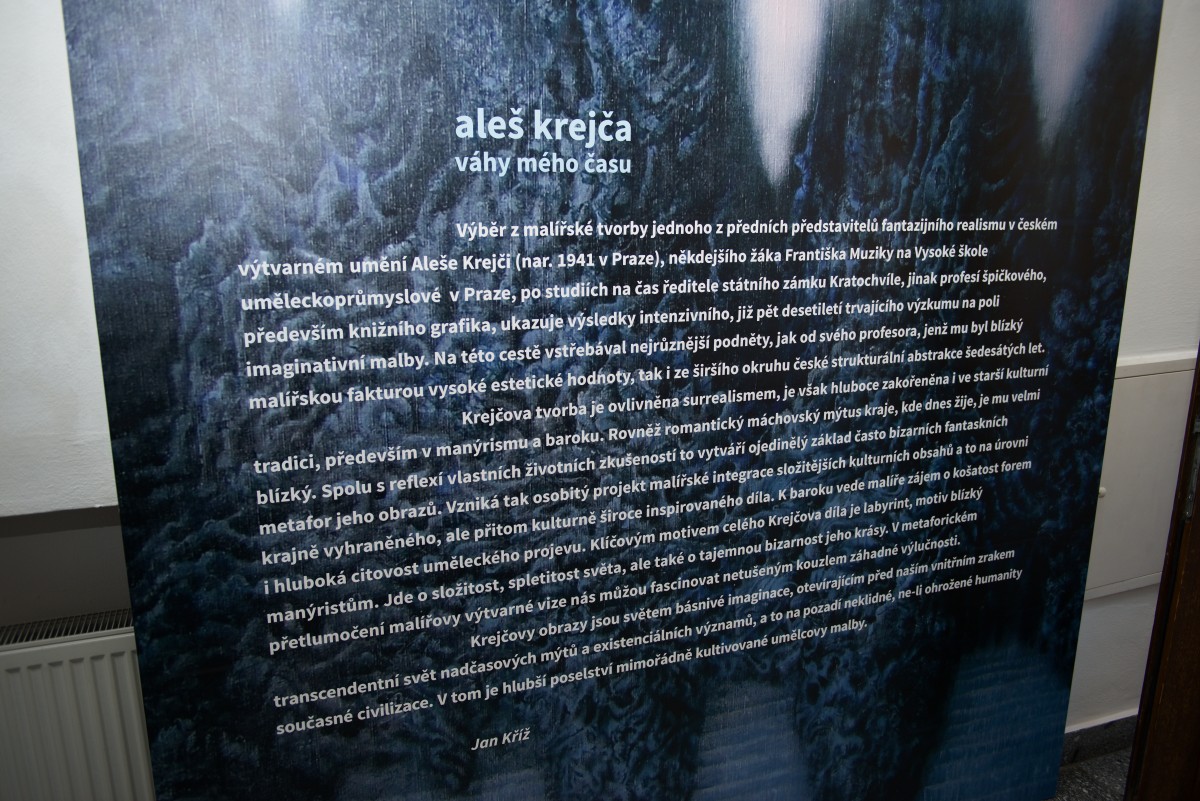 aleš krejča
váhy mého času
Výběr z malířské tvorby jednoho z předních představitelů fantazijního realismu v českém
výtvarném umění Aleše Krejči (nar. 1941 v Praze), někdejšího žáka Františka Muziky na Vysoké škole
uměleckoprůmyslové v Praze, po studiích na čas ředitele státního zámku Kratochvíle, jinak profesí špičkového,
především knižního grafika, ukazuje výsledky intenzivního, již pět desetiletí trvajícího výzkumu na poli
imaginativní malby. Na této cestě vstřebával nejrůznější podněty, jak od svého profesora, jenž mu byl blízký
malířskou fakturou vysoké estetické hodnoty, tak i ze širšího okruhu české strukturální abstrakce šedesátých let.
Krejčova tvorba je ovlivněna surrealismem, je však hluboce zakořeněna i ve starší kulturní
tradici, především v manýrismu a baroku. Rovněž romantický máchovský mýtus kraje, kde dnes žije, je mu velmi
blízký. Spolu s reflexí vlastních životních zkušeností to vytváří ojedinělý základ často bizarních fantaskních
metafor jeho obrazů. Vzniká tak osobitý projekt malířské integrace složitějších kulturních obsahů a to na úrovni
krajně vyhraněného, ale přitom kulturně široce inspirovaného díla. K baroku vede malíře zájem o košatost forem
i hluboká citovost uměleckého projevu. Klíčovým motivem celého Krejčova díla je labyrint, motiv blízký
manýristům. Jde o složitost, spletitost světa, ale také o tajemnou bizarnost jeho krásy. V metaforickém
přetlumočení malířovy výtvarné vize nás můžou fascinovat netušeným kouzlem záhadné výlučnosti.
Krejčovy obrazy jsou světem básnivé imaginace, otevírajícím před naším vnitřním zrakem
transcendentní svět nadčasových mýtů a existenciálních významů, a to na pozadí neklidné, ne-li ohrožené humanity
současné civilizace. V tom je hlubší poselství mimořádně kultivované umělcovy malby.
Jan Kříž